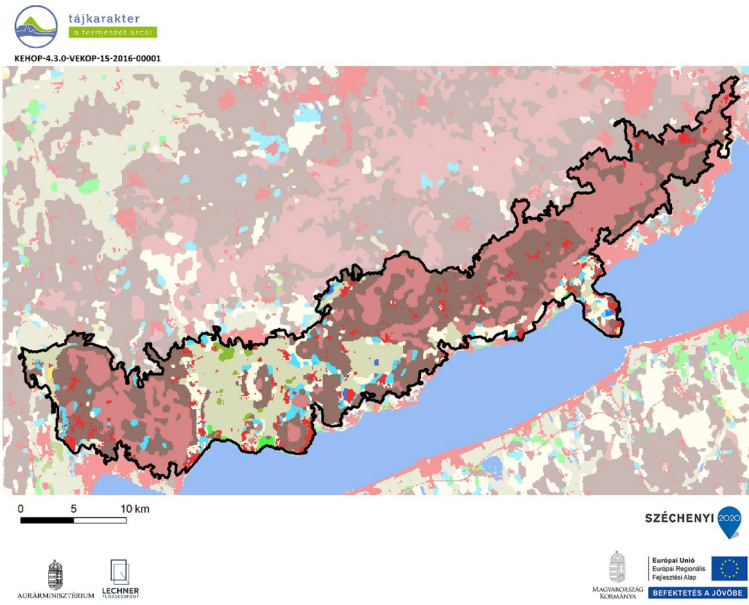 tájkarakter
a természet arcai
KEHOP-4.3.0-VEKOP-15-2016-00001
0 5 10 km
SZÉCHENYI 2020
AGRÁRMINISZTÉRIUM
LECHNER
TUDÁSKÖZPONT
MAGYARORSZÁG
KORMÁNYA
Európai Unió
Európai Regionális
Fejlesztési Alap
BEFEKTETÉS A JÖVŐBE